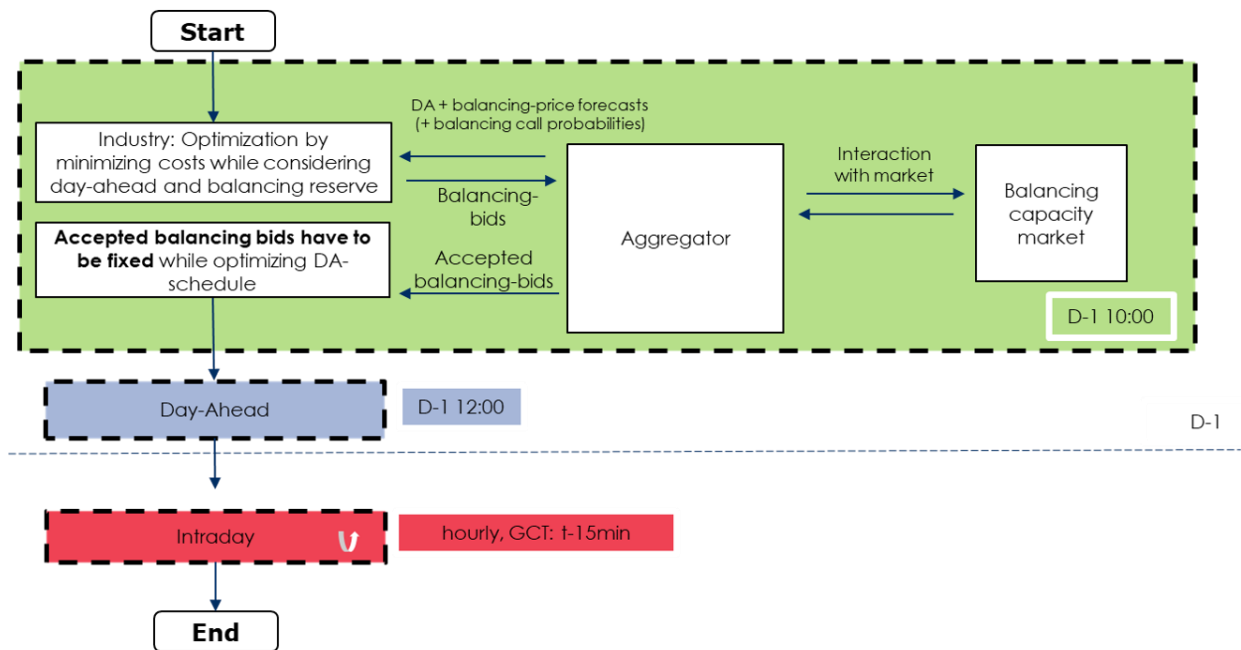 Start
DA + balancing-price forecasts
(+ balancing call probabilities)
Industry: Optimization by
minimizing costs while considering
day-ahead and balancing reserve
Balancing-
bids
Accepted balancing bids have to
be fixed while optimizing DA-
schedule
Accepted
balancing-bids
Aggregator
Interaction
with market
Balancing
capacity
market
D-1 10:00
Day-Ahead
D-1 12:00
D-1
Intraday
hourly, GCT: t-15min
End